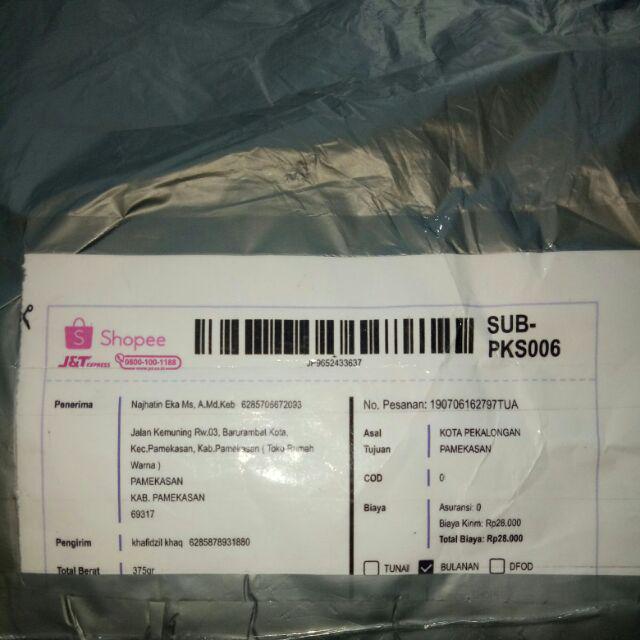 S Shopee
J&T EXPRESS 0800-100-1188
SUB-
PKS006
Penerima Najhatin Eka Ms, A.Md.Keb 6285706672093
Jalan Kemuning Rw.03, Barurambat Kota,
Kec.Pamekasan, Kab.Pamekasan ( Toko Rumah
Warna )
PAMEKASAN
KAB. PAMEKASAN
69317
Pengirim khafidzil khaq 6285878931880
Total Berat 375gr
No. Pesanan: 190706162797TUA
Asal KOTA PEKALONGAN
Tujuan PAMEKASAN
COD 0
Biaya Asuransi: 0
Biaya Kirim: Rp28.000
Total Biaya: Rp28.000
TUNAI BULANAN DFOD